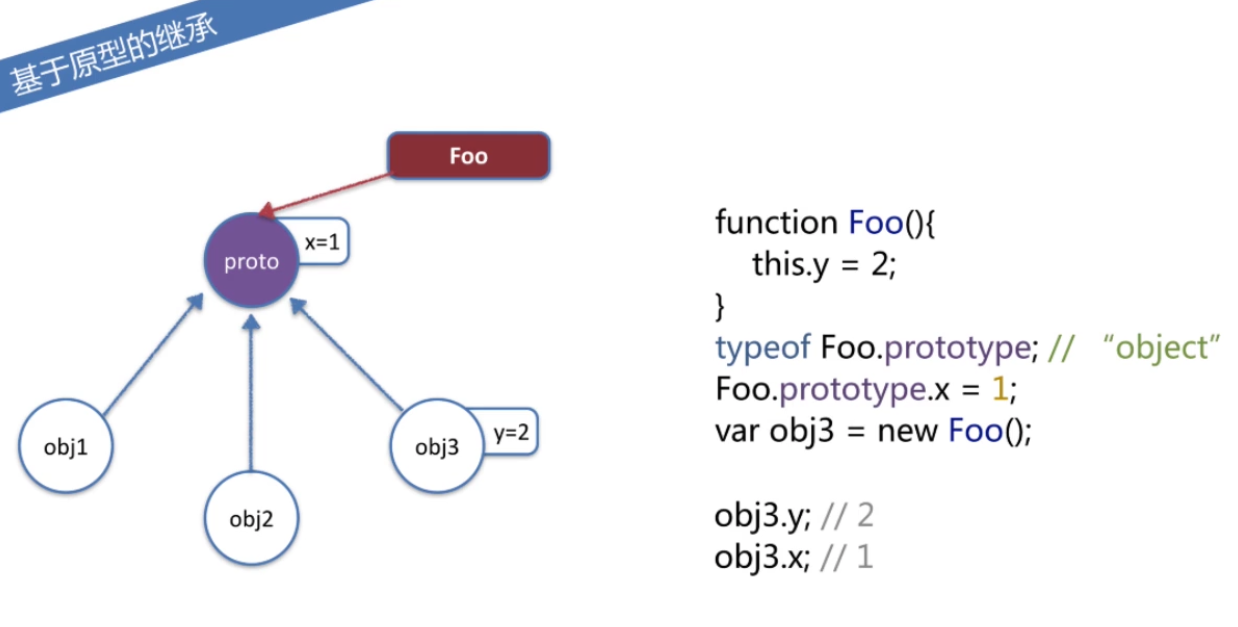 基于原型的继承
Foo
x=1
proto
obj1
obj2
obj3
y=2
function Foo(){
this.y = 2;
}
typeof Foo.prototype; // “object”
Foo.prototype.x = 1;
var obj3 = new Foo();
obj3.y; // 2
obj3.x; // 1